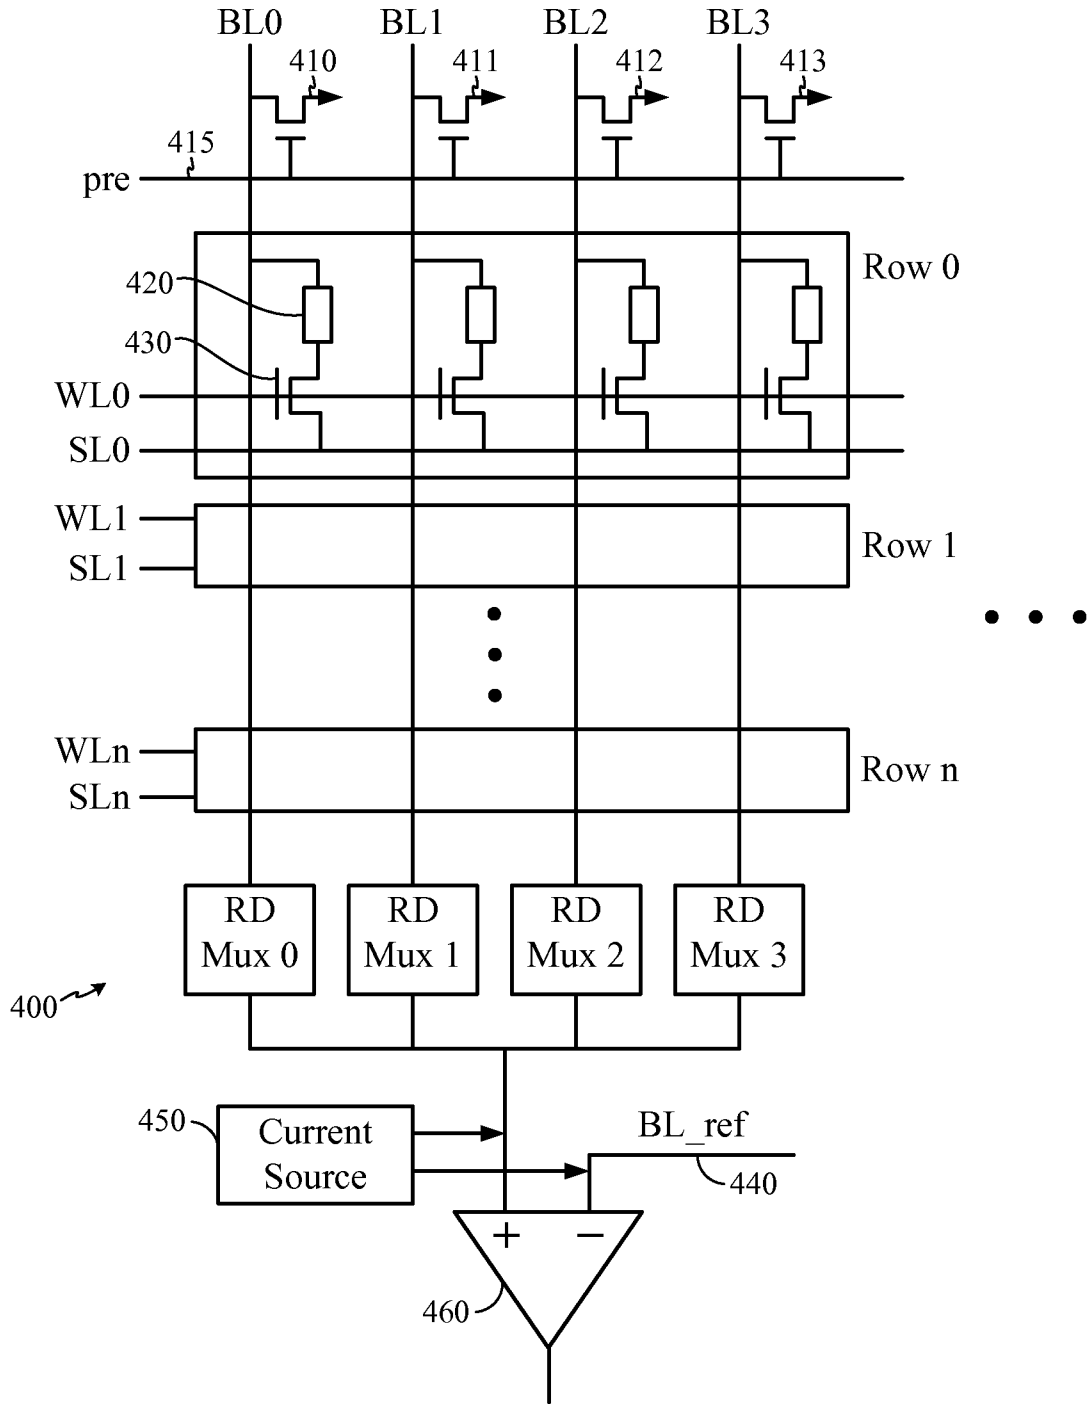 BL0 BL1 BL2 BL3
410 411 412 413
415
pre
Row 0
420
430
WL0
SL0
WL1
Row 1
SL1
WLn
Row n
SLn
RD RD RD RD
Mux 0 Mux 1 Mux 2 Mux 3
400
450
Current
Source
BL_ref
440
+ −
460